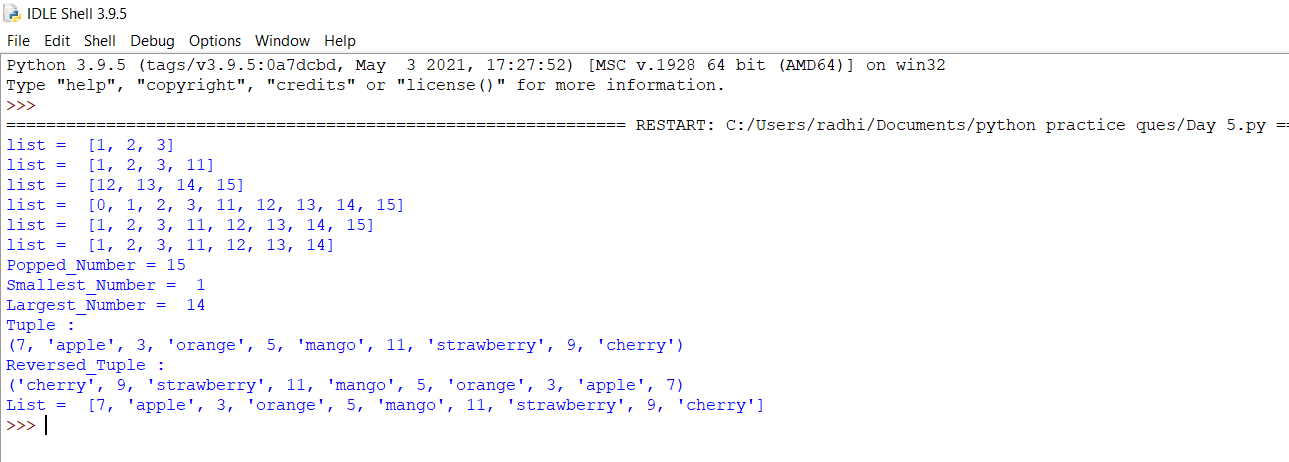 IDLE Shell 3.9.5
File Edit Shell Debug Options Window Help
Python 3.9.5 (tags/v3.9.5:0a7dcbd, May  3 2021, 17:27:52) [MSC v.1928 64 bit (AMD64)] on win32
Type "help", "copyright", "credits" or "license()" for more information.
>>>
============================================================== RESTART: C:/Users/radhi/Documents/python practice ques/Day 5.py ==
list =  [1, 2, 3]
list =  [1, 2, 3, 11]
list =  [12, 13, 14, 15]
list =  [0, 1, 2, 3, 11, 12, 13, 14, 15]
list =  [1, 2, 3, 11, 12, 13, 14, 15]
list =  [1, 2, 3, 11, 12, 13, 14]
Popped_Number = 15
Smallest_Number =  1
Largest_Number =  14
Tuple :
(7, 'apple', 3, 'orange', 5, 'mango', 11, 'strawberry', 9, 'cherry')
Reversed_Tuple :
('cherry', 9, 'strawberry', 11, 'mango', 5, 'orange', 3, 'apple', 7)
List =  [7, 'apple', 3, 'orange', 5, 'mango', 11, 'strawberry', 9, 'cherry']
>>>